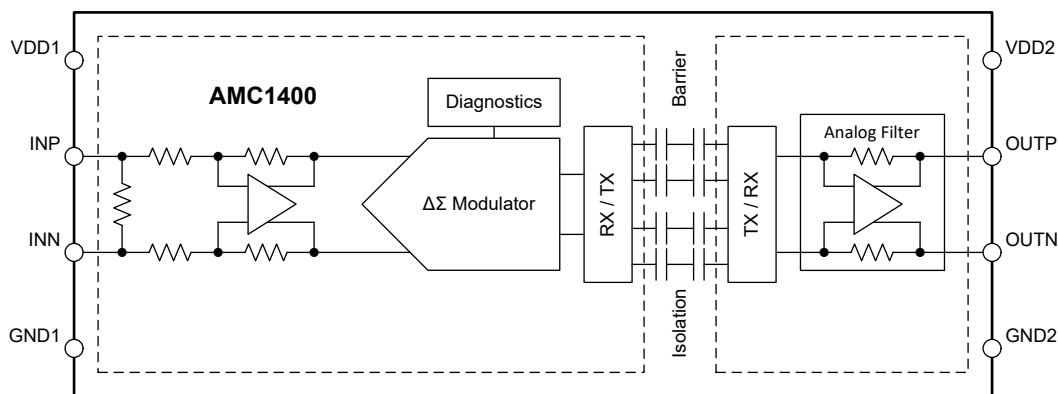 VDD1
VDD2
AMC1400
Diagnostics
Barrier
INP
Analog Filter
OUTP
ΔΣ Modulator
RX / TX
TX / RX
INN
OUTN
GND1
Isolation
GND2